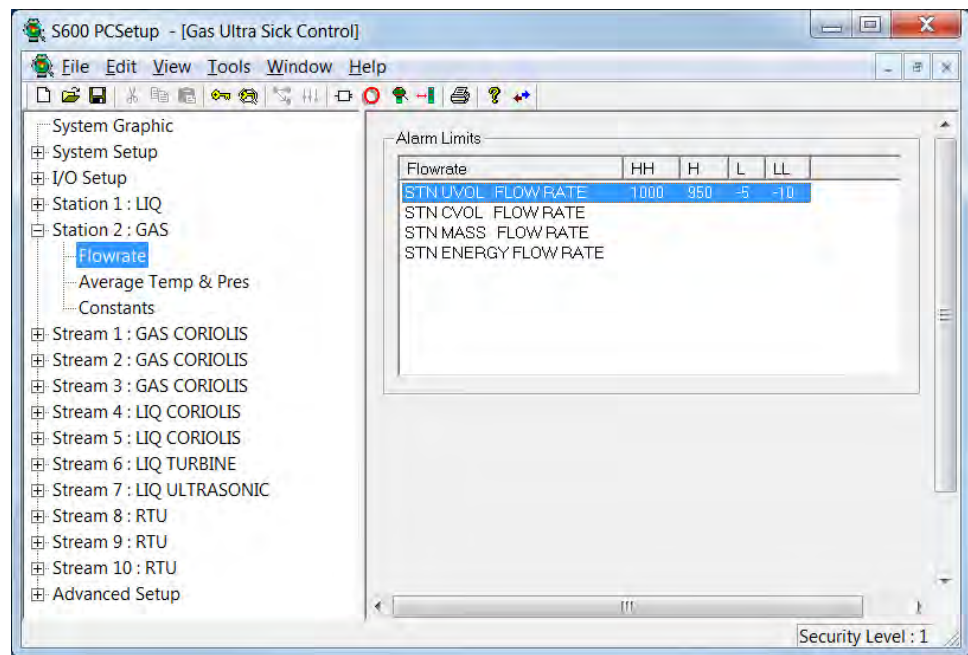 S600 PCSetup - [Gas Ultra Sick Control]
File Edit View Tools Window Help
System Graphic
System Setup
I/O Setup
Station 1 : LIQ
Station 2 : GAS
Flowrate
Average Temp & Pres
Constants
Stream 1 : GAS CORIOLIS
Stream 2 : GAS CORIOLIS
Stream 3 : GAS CORIOLIS
Stream 4 : LIQ CORIOLIS
Stream 5 : LIQ CORIOLIS
Stream 6 : LIQ TURBINE
Stream 7 : LIQ ULTRASONIC
Stream 8 : RTU
Stream 9 : RTU
Stream 10 : RTU
Advanced Setup
Alarm Limits
Flowrate HH H L LL
STN UVOL FLOW RATE 1000 950 -5 -10
STN CVOL FLOW RATE
STN MASS FLOW RATE
STN ENERGY FLOW RATE
Security Level : 1